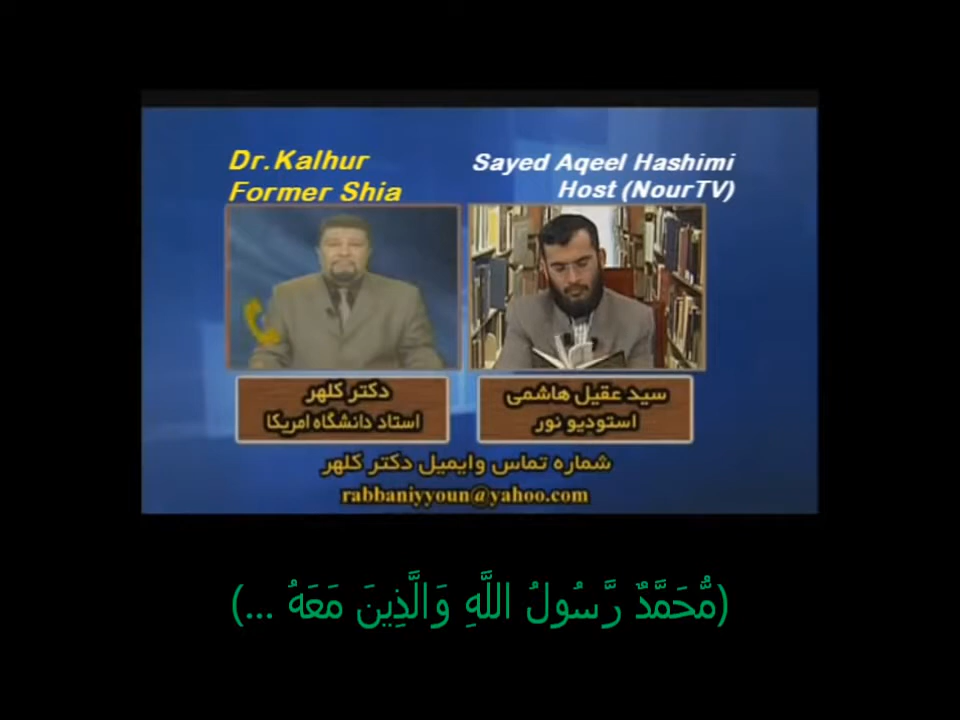 Dr.Kalhur
Former Shia
Sayed Aqeel Hashimi
Host (NourTV)
دکتر کلهر
استاد دانشگاه امریکا
سید عقیل هاشمی
استودیو نور
شماره تماس وایمیل دکتر کلهر
rabbaniyyoun@yahoo.com
(مُّحَمَّدٌ رَّسُولُ اللَّهِ وَالَّذِينَ مَعَهُ ...)